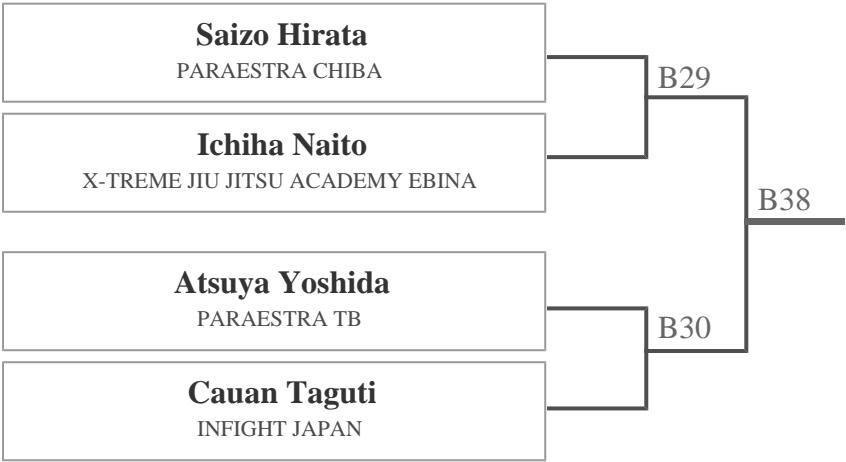 Saizo Hirata
PARAESTRA CHIBA
B29
Ichiha Naito
X-TREME JIU JITSU ACADEMY EBINA
B38
Atsuya Yoshida
PARAESTRA TB
B30
Cauan Taguti
INFIGHT JAPAN